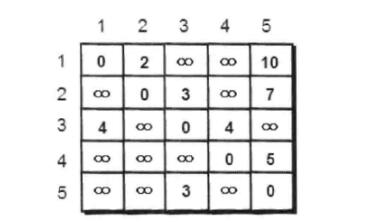 1 2 3 4 5
1 0 2 ∞ ∞ 10
2 ∞ 0 3 ∞ 7
3 4 ∞ 0 4 ∞
4 ∞ ∞ ∞ 0 5
5 ∞ ∞ 3 ∞ 0